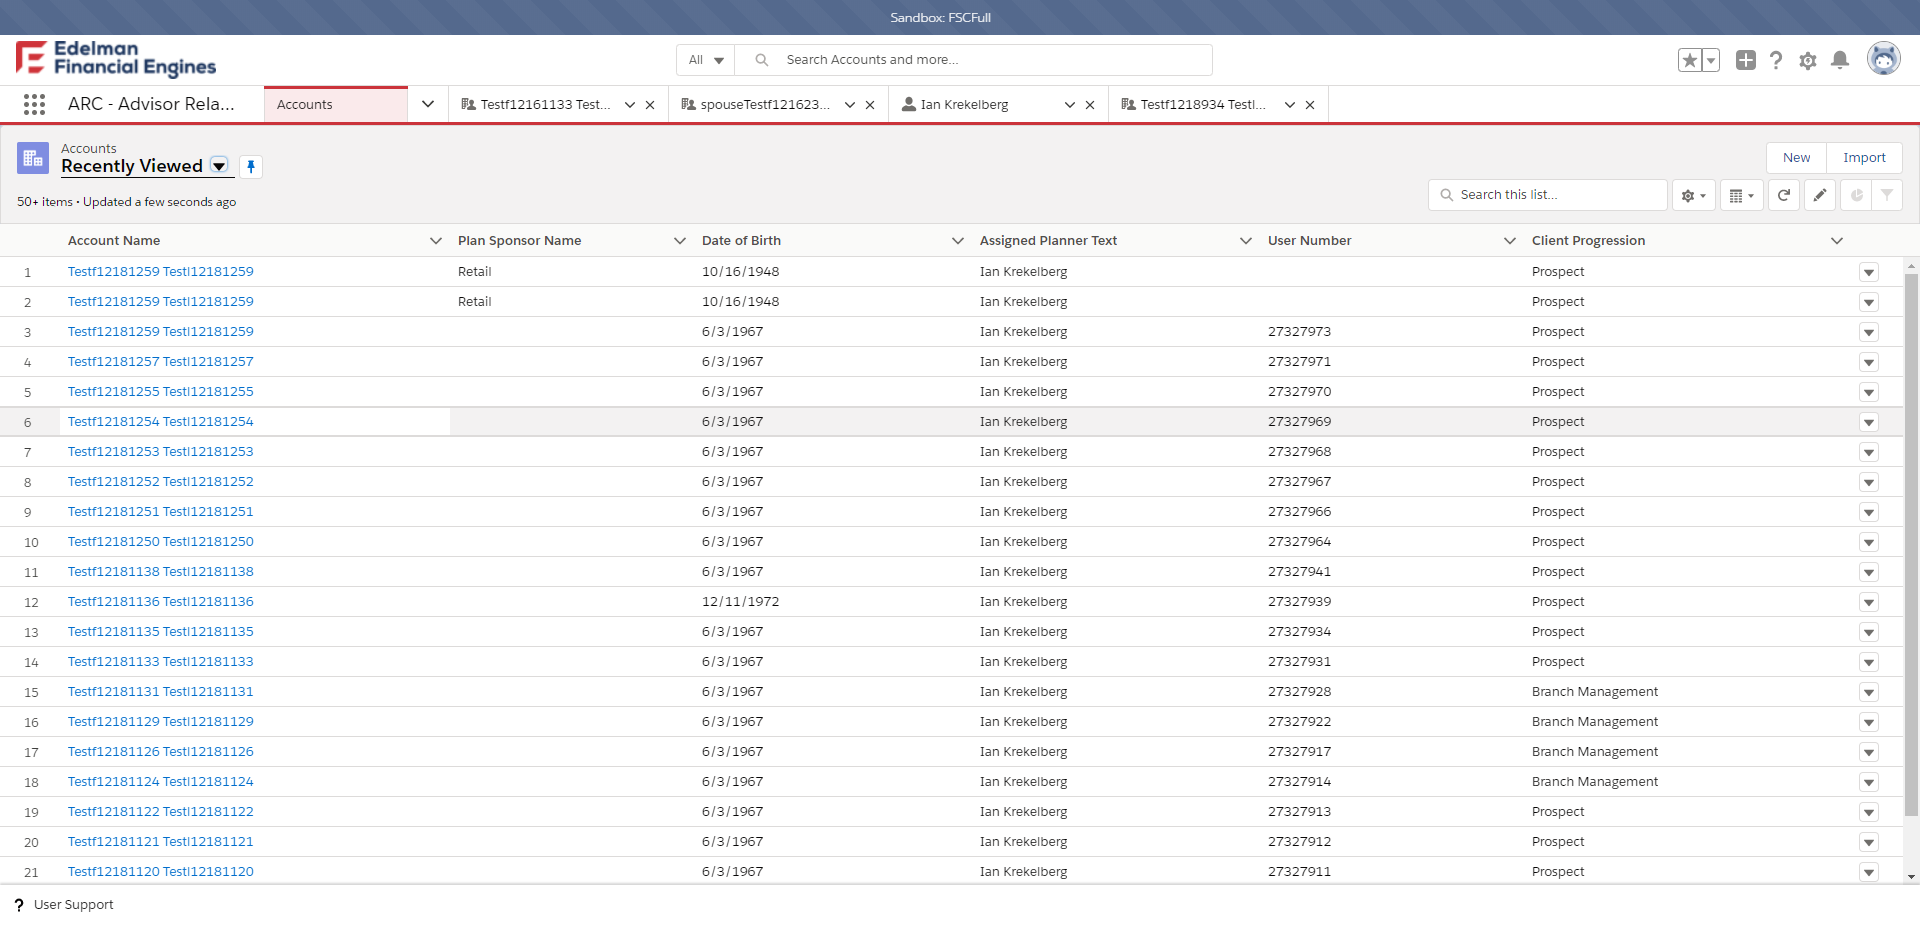 Sandbox: FSCFull
Edelman
Financial Engines
All
Search Accounts and more...
ARC - Advisor Rela...
Accounts
Testf12161133 Test...
spouseTestf121623...
Ian Krekelberg
Testf1218934 Testl...
Accounts
Recently Viewed
New
Import
50+ items • Updated a few seconds ago
Search this list...
Account Name Plan Sponsor Name Date of Birth Assigned Planner Text User Number Client Progression
1 Testf12181259 Testl12181259 Retail 10/16/1948 Ian Krekelberg Prospect
2 Testf12181259 Testl12181259 Retail 10/16/1948 Ian Krekelberg Prospect
3 Testf12181259 Testl12181259 6/3/1967 Ian Krekelberg 27327973 Prospect
4 Testf12181257 Testl12181257 6/3/1967 Ian Krekelberg 27327971 Prospect
5 Testf12181255 Testl12181255 6/3/1967 Ian Krekelberg 27327970 Prospect
6 Testf12181254 Testl12181254 6/3/1967 Ian Krekelberg 27327969 Prospect
7 Testf12181253 Testl12181253 6/3/1967 Ian Krekelberg 27327968 Prospect
8 Testf12181252 Testl12181252 6/3/1967 Ian Krekelberg 27327967 Prospect
9 Testf12181251 Testl12181251 6/3/1967 Ian Krekelberg 27327966 Prospect
10 Testf12181250 Testl12181250 6/3/1967 Ian Krekelberg 27327964 Prospect
11 Testf12181138 Testl12181138 6/3/1967 Ian Krekelberg 27327941 Prospect
12 Testf12181136 Testl12181136 12/11/1972 Ian Krekelberg 27327939 Prospect
13 Testf12181135 Testl12181135 6/3/1967 Ian Krekelberg 27327934 Prospect
14 Testf12181133 Testl12181133 6/3/1967 Ian Krekelberg 27327931 Prospect
15 Testf12181131 Testl12181131 6/3/1967 Ian Krekelberg 27327928 Branch Management
16 Testf12181129 Testl12181129 6/3/1967 Ian Krekelberg 27327922 Branch Management
17 Testf12181126 Testl12181126 6/3/1967 Ian Krekelberg 27327917 Branch Management
18 Testf12181124 Testl12181124 6/3/1967 Ian Krekelberg 27327914 Branch Management
19 Testf12181122 Testl12181122 6/3/1967 Ian Krekelberg 27327913 Prospect
20 Testf12181121 Testl12181121 6/3/1967 Ian Krekelberg 27327912 Prospect
21 Testf12181120 Testl12181120 6/3/1967 Ian Krekelberg 27327911 Prospect
? User Support